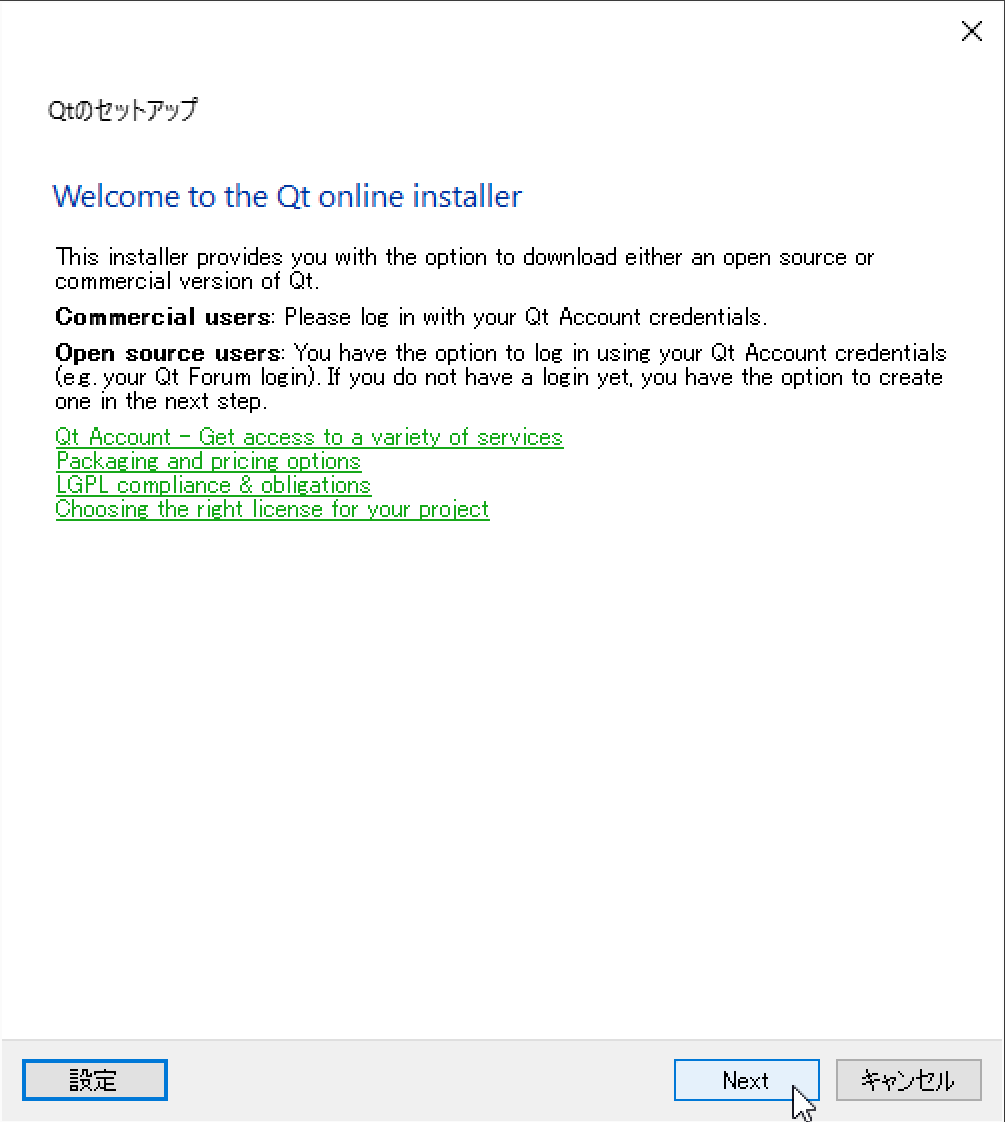 Qtのセットアップ
Welcome to the Qt online installer
This installer provides you with the option to download either an open source or
commercial version of Qt.
Commercial users: Please log in with your Qt Account credentials.
Open source users: You have the option to log in using your Qt Account credentials
(e.g. your Qt Forum login). If you do not have a login yet, you have the option to create
one in the next step.
Qt Account - Get access to a variety of services
Packaging and pricing options
LGPL compliance & obligations
Choosing the right license for your project
設定
Next
キャンセル